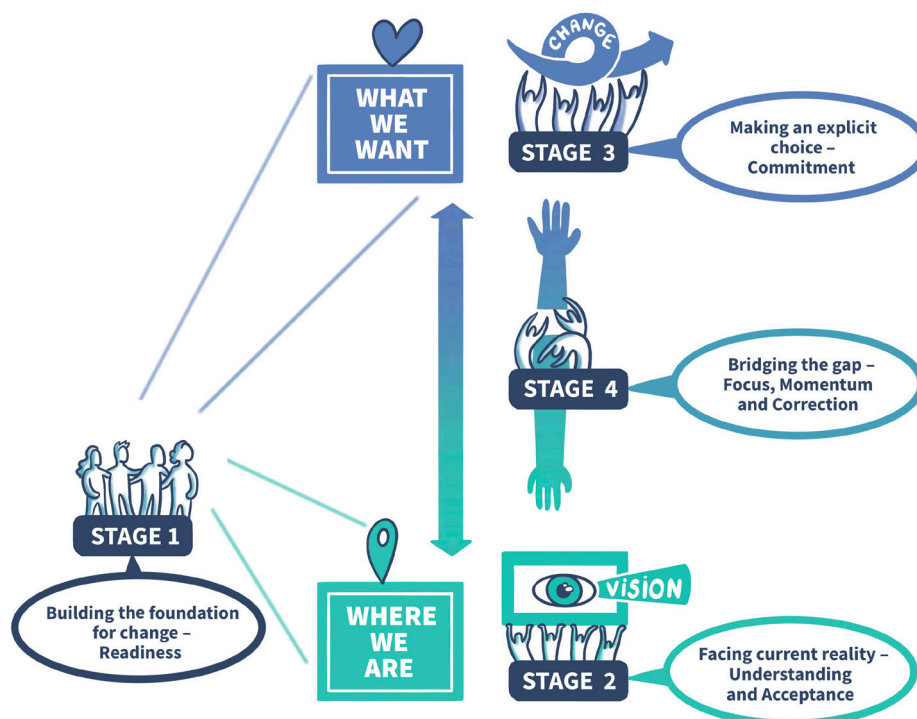 CHANGE
WHAT
WE
WANT
STAGE 3
Making an explicit
choice –
Commitment
STAGE 4
Bridging the gap –
Focus, Momentum
and Correction
STAGE 1
Building the foundation
for change –
Readiness
WHERE
WE
ARE
ViSiON
STAGE 2
Facing current reality –
Understanding
and Acceptance